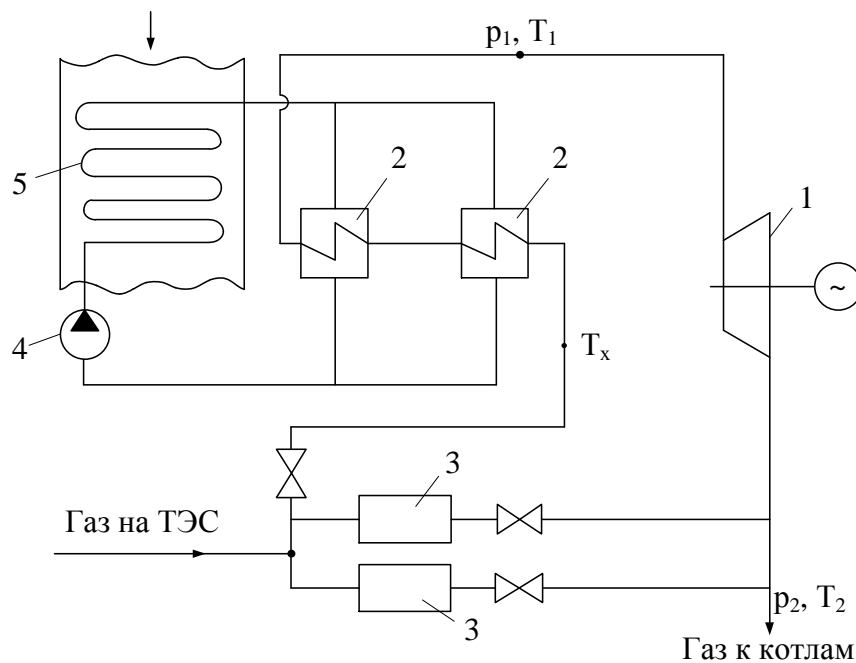 p₁, T₁
2
2
1
5
~
4
Tₓ
3
Газ на ТЭС
3
p₂, T₂
Газ к котлам